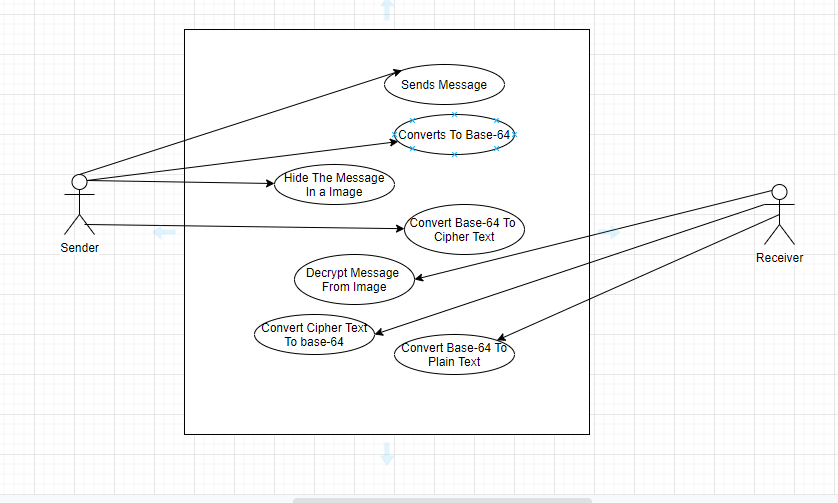 Sends Message
Converts To Base-64
Hide The Message
In a Image
Sender
Convert Base-64 To
Cipher Text
Receiver
Decrypt Message
From Image
Convert Cipher Text
To base-64
Convert Base-64 To
Plain Text